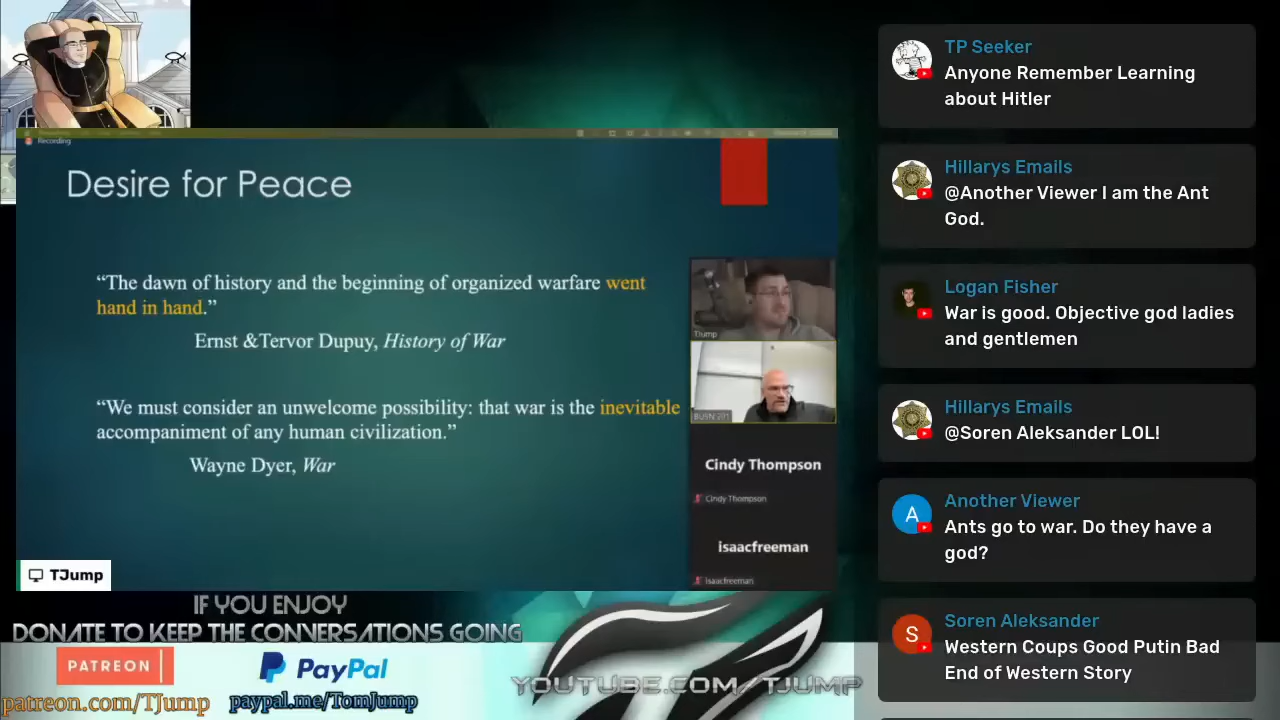 Recording
Desire for Peace
“The dawn of history and the beginning of organized warfare went
hand in hand.”
Ernst &Tervor Dupuy, History of War
“We must consider an unwelcome possibility: that war is the inevitable
accompaniment of any human civilization.”
Wayne Dyer, War
TJump
BUSN 201
Cindy Thompson
Cindy Thompson
isaacfreeman
isaacfreeman
TJump
IF YOU ENJOY
DONATE TO KEEP THE CONVERSATIONS GOING
PATREON
PayPal
patreon.com/TJump
paypal.me/TomJump
YOUTUBE.COM/TJUMP
TP Seeker
Anyone Remember Learning
about Hitler
Hillarys Emails
@Another Viewer I am the Ant
God.
Logan Fisher
War is good. Objective god ladies
and gentlemen
Hillarys Emails
@Soren Aleksander LOL!
A
Another Viewer
Ants go to war. Do they have a
god?
S
Soren Aleksander
Western Coups Good Putin Bad
End of Western Story